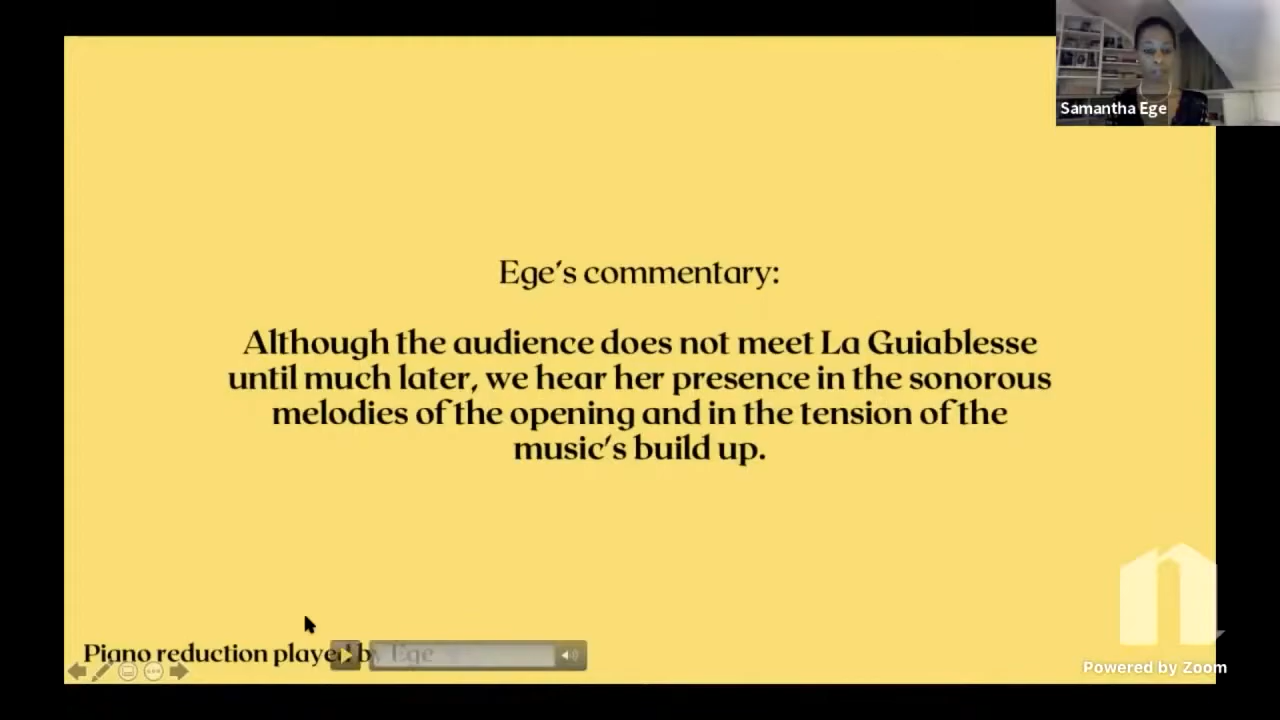 Samantha Ege
Ege's commentary:
Although the audience does not meet La Guiablesse
until much later, we hear her presence in the sonorous
melodies of the opening and in the tension of the
music's build up.
Piano reduction played by Ege
n
Powered by Zoom